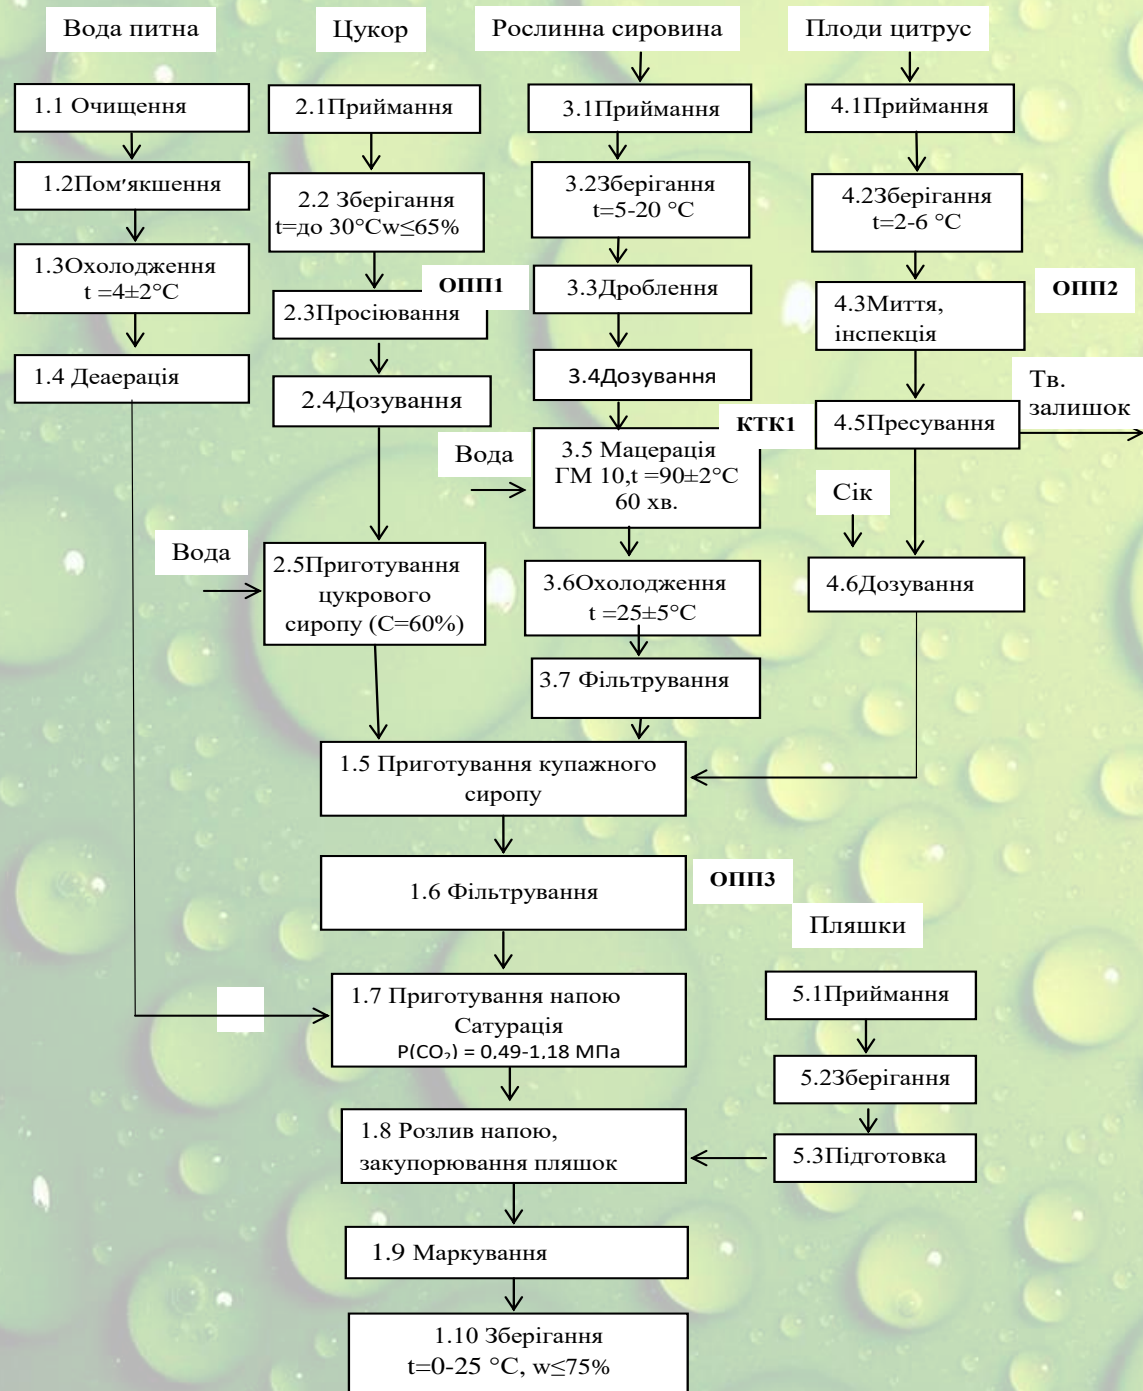 Вода питна
Цукор
Рослинна сировина
Плоди цитрус
1.1 Очищення
1.2Пом′якшення
1.3Охолодження
t =4±2°С
1.4 Деаерація
2.1Приймання
2.2 Зберігання
t=до 30°Сw≤65%
ОПП1
2.3Просіювання
2.4Дозування
Вода
2.5Приготування
цукрового
сиропу (С=60%)
3.1Приймання
3.2Зберігання
t=5-20 °С
3.3Дроблення
3.4Дозування
КТК1
Вода
3.5 Мацерація
ГМ 10,t =90±2°С
60 хв.
3.6Охолодження
t =25±5°С
3.7 Фільтрування
4.1Приймання
4.2Зберігання
t=2-6 °С
ОПП2
4.3Миття,
інспекція
Тв.
залишок
4.5Пресування
Сік
4.6Дозування
1.5 Приготування купажного
сиропу
1.6 Фільтрування
ОПП3
Пляшки
1.7 Приготування напою
Сатурація
Р(СО₂) = 0,49-1,18 МПа
5.1Приймання
5.2Зберігання
5.3Підготовка
1.8 Розлив напою,
закупорювання пляшок
1.9 Маркування
1.10 Зберігання
t=0-25 °С, w≤75%